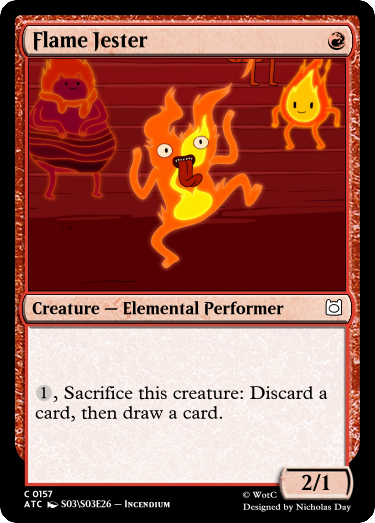 Flame Jester
Creature — Elemental Performer
1, Sacrifice this creature: Discard a
card, then draw a card.
2/1
C 0157
ATC S03\S03E26 — Incendium
© WotC
Designed by Nicholas Day